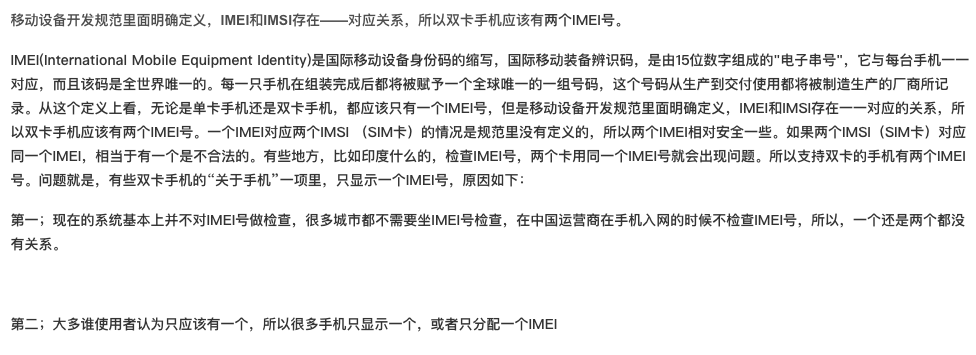 移动设备开发规范里面明确定义，IMEI和IMSI存在——对应关系，所以双卡手机应该有两个IMEI号。
IMEI(International Mobile Equipment Identity)是国际移动设备身份码的缩写，国际移动装备辨识码，是由15位数字组成的"电子串号"，它与每台手机一一
对应，而且该码是全世界唯一的。每一只手机在组装完成后都将被赋予一个全球唯一的一组号码，这个号码从生产到交付使用都将被制造生产的厂商所记
录。从这个定义上看，无论是单卡手机还是双卡手机，都应该只有一个IMEI号，但是移动设备开发规范里面明确定义，IMEI和IMSI存在一一对应的关系，所
以双卡手机应该有两个IMEI号。一个IMEI对应两个IMSI （SIM卡）的情况是规范里没有定义的，所以两个IMEI相对安全一些。如果两个IMSI（SIM卡）对应
同一个IMEI，相当于有一个是不合法的。有些地方，比如印度什么的，检查IMEI号，两个卡用同一个IMEI号就会出现问题。所以支持双卡的手机有两个IMEI
号。问题就是，有些双卡手机的“关于手机”一项里，只显示一个IMEI号，原因如下：
第一；现在的系统基本上并不对IMEI号做检查，很多城市都不需要坐IMEI号检查，在中国运营商在手机入网的时候不检查IMEI号，所以，一个还是两个都没
有关系。
第二；大多谁使用者认为只应该有一个，所以很多手机只显示一个，或者只分配一个IMEI